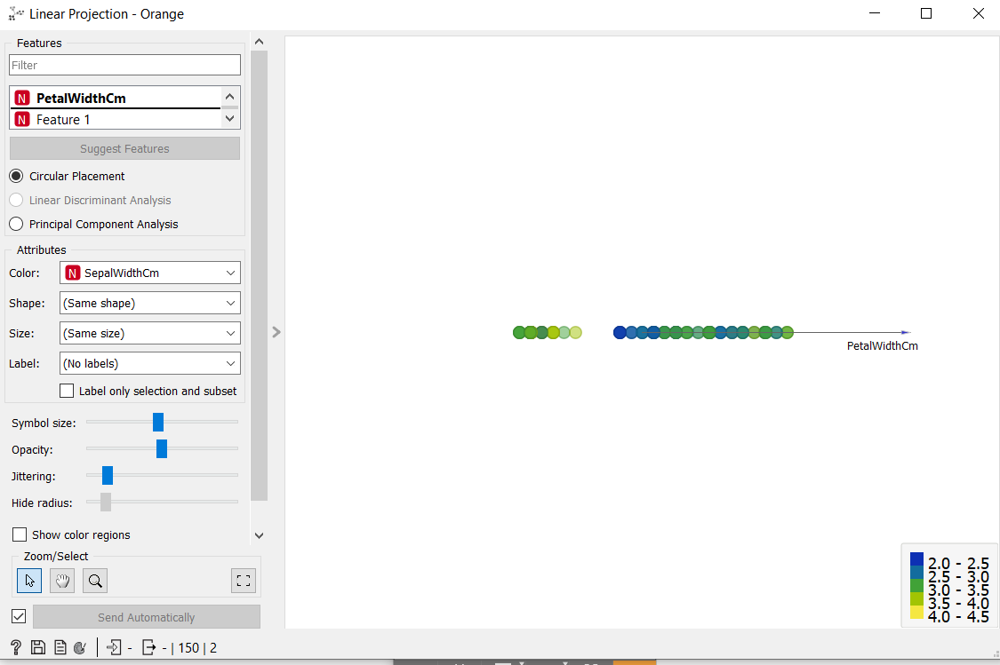 Linear Projection - Orange
Features
Filter
N PetalWidthCm
N Feature 1
Suggest Features
Circular Placement
Linear Discriminant Analysis
Principal Component Analysis
Attributes
Color: N SepalWidthCm
Shape: (Same shape)
Size: (Same size)
Label: (No labels)
Label only selection and subset
Symbol size:
Opacity:
Jittering:
Hide radius:
Show color regions
Zoom/Select
Send Automatically
? - - | 150 | 2
PetalWidthCm
2.0 - 2.5
2.5 - 3.0
3.0 - 3.5
3.5 - 4.0
4.0 - 4.5